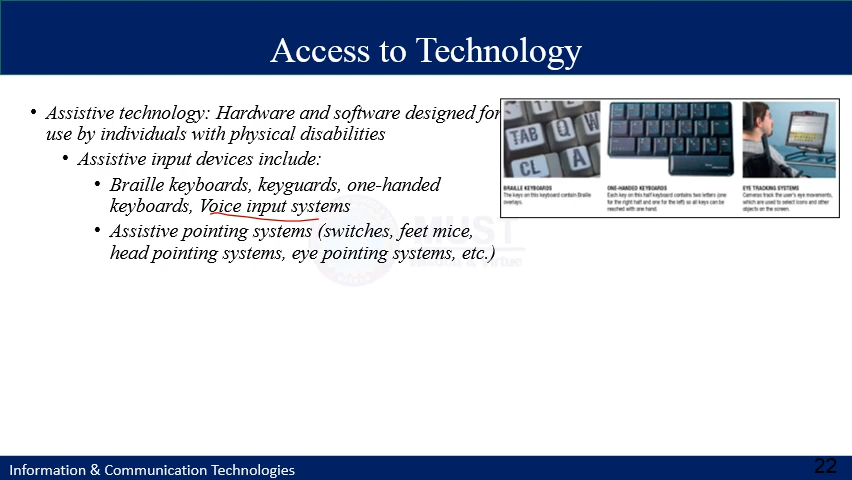 Access to Technology
• Assistive technology: Hardware and software designed for
use by individuals with physical disabilities
• Assistive input devices include:
• Braille keyboards, keyguards, one-handed
keyboards, Voice input systems
• Assistive pointing systems (switches, feet mice,
head pointing systems, eye pointing systems, etc.)
TAB Q W
CL A
BRAILLE KEYBOARDS
The keys on this keyboard contain Braille
overlays.
ONE-HANDED KEYBOARDS
Each key on this half keyboard contains two letters (one
for the right hand and one for the left) so all keys can be
reached with one hand.
EYE TRACKING SYSTEMS
Cameras track the user's eye movements,
which are used to select icons and other
objects on the screen.
MUST
Information & Communication Technologies
22